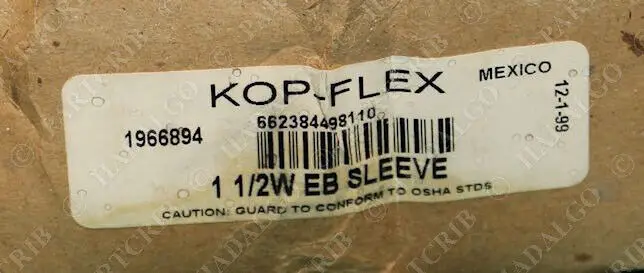 KOP-FLEX
MEXICO
12-1-99
1966894
662384498110
1 1/2W EB SLEEVE
CAUTION: GUARD TO CONFORM TO OSHA STDS